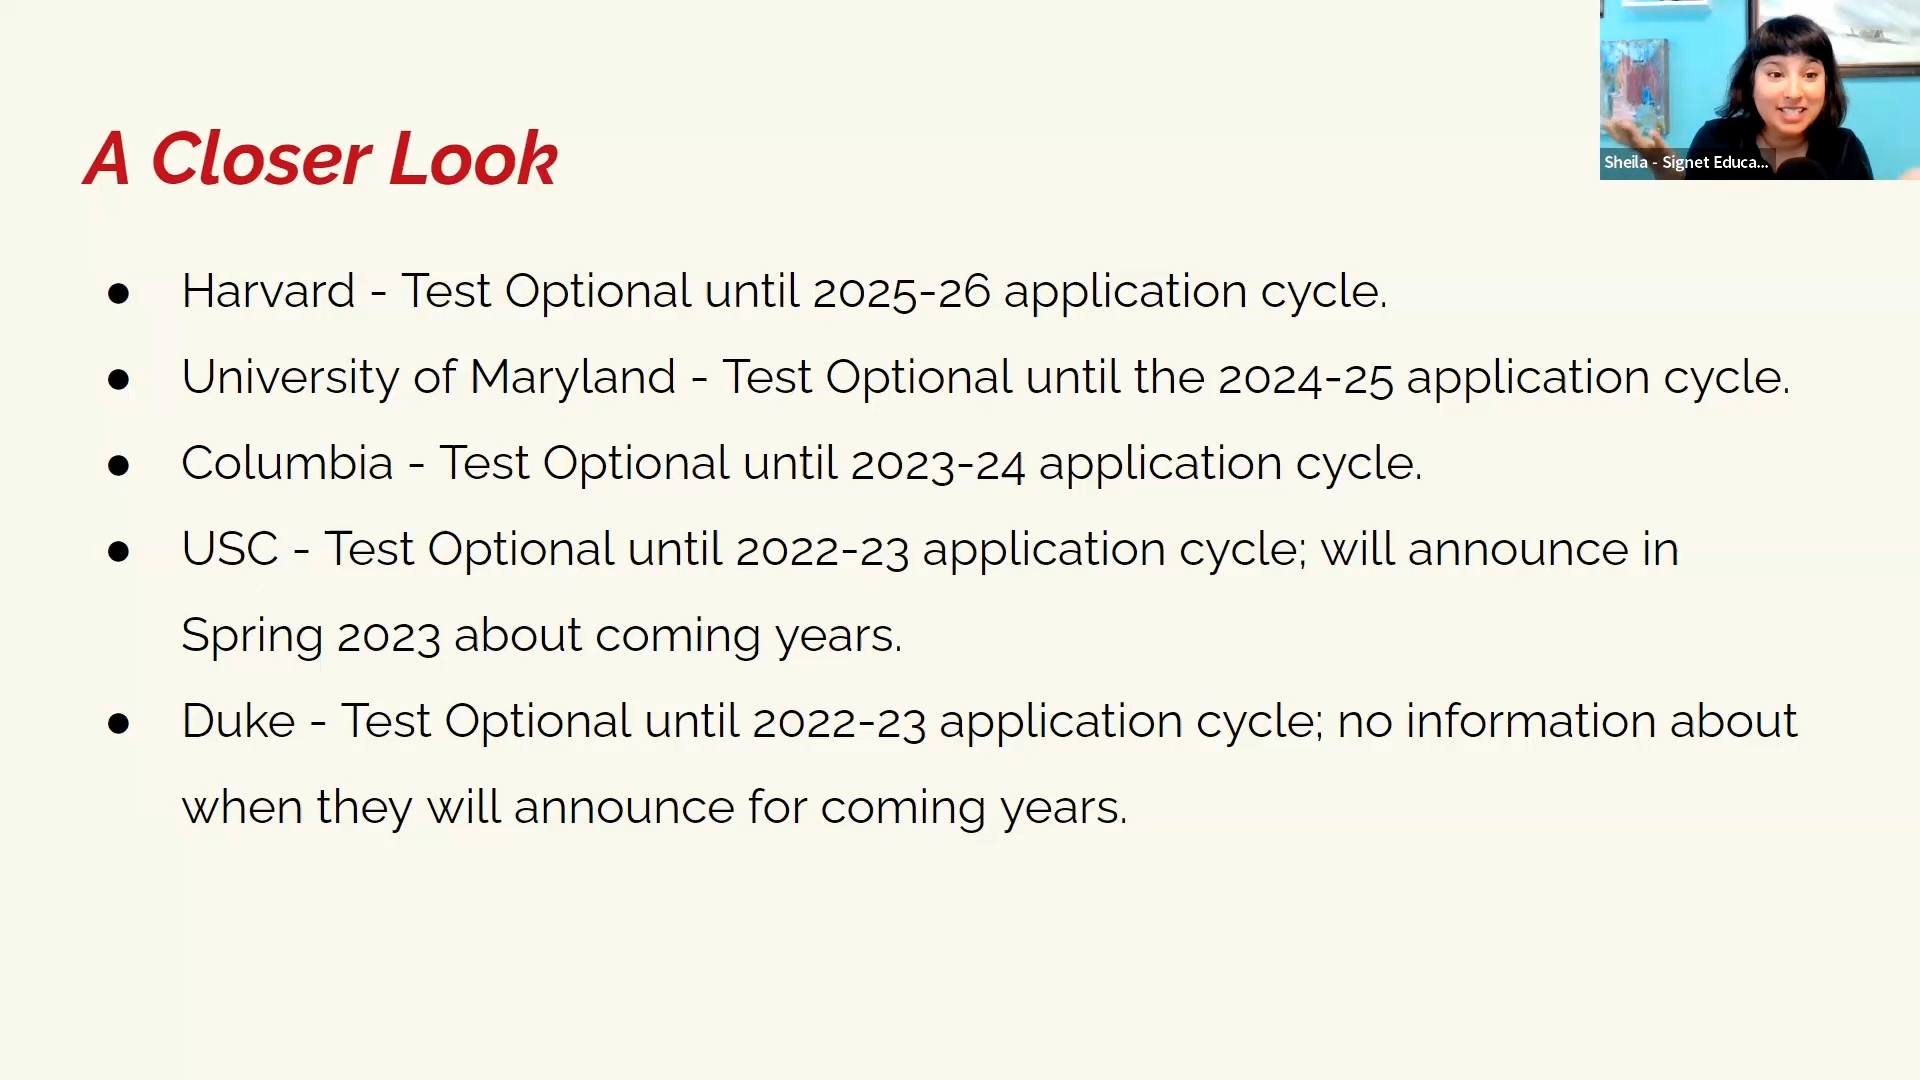 A Closer Look
Sheila - Signet Educa...
● Harvard - Test Optional until 2025-26 application cycle.
● University of Maryland - Test Optional until the 2024-25 application cycle.
● Columbia - Test Optional until 2023-24 application cycle.
● USC - Test Optional until 2022-23 application cycle; will announce in
Spring 2023 about coming years.
● Duke - Test Optional until 2022-23 application cycle; no information about
when they will announce for coming years.